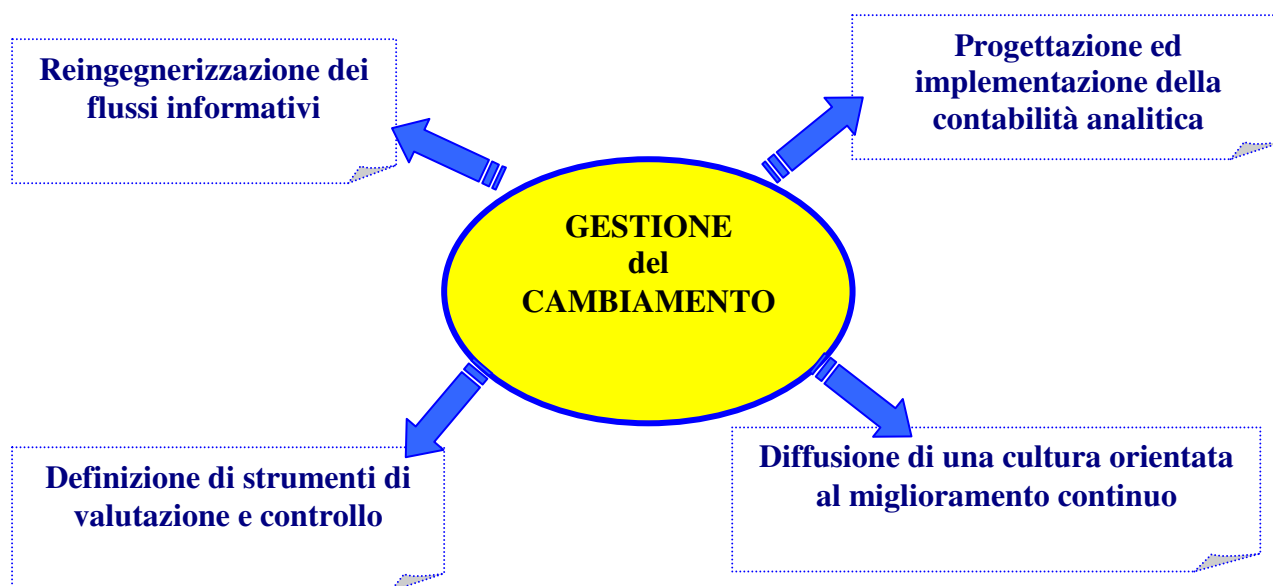 Reingegnerizzazione dei
flussi informativi
Progettazione ed
implementazione della
contabilità analitica
GESTIONE
del
CAMBIAMENTO
Definizione di strumenti di
valutazione e controllo
Diffusione di una cultura orientata
al miglioramento continuo